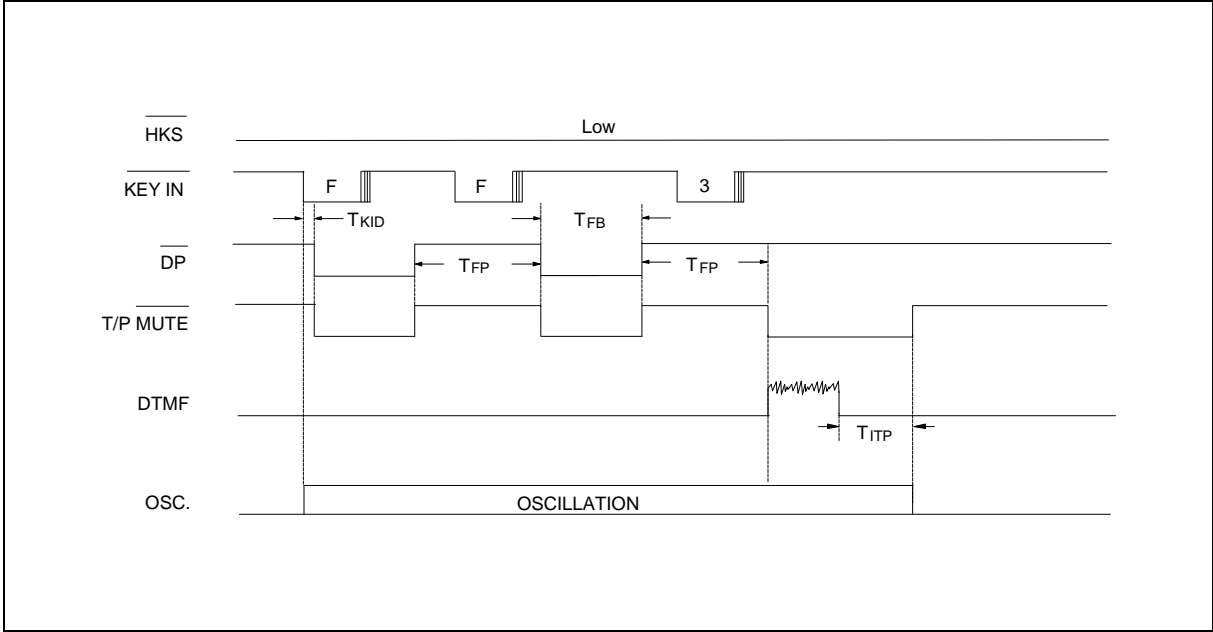 HKS
Low
KEY IN
F
F
3
TKID
TFB
DP
TFP
TFP
T/P MUTE
DTMF
TITP
OSC.
OSCILLATION